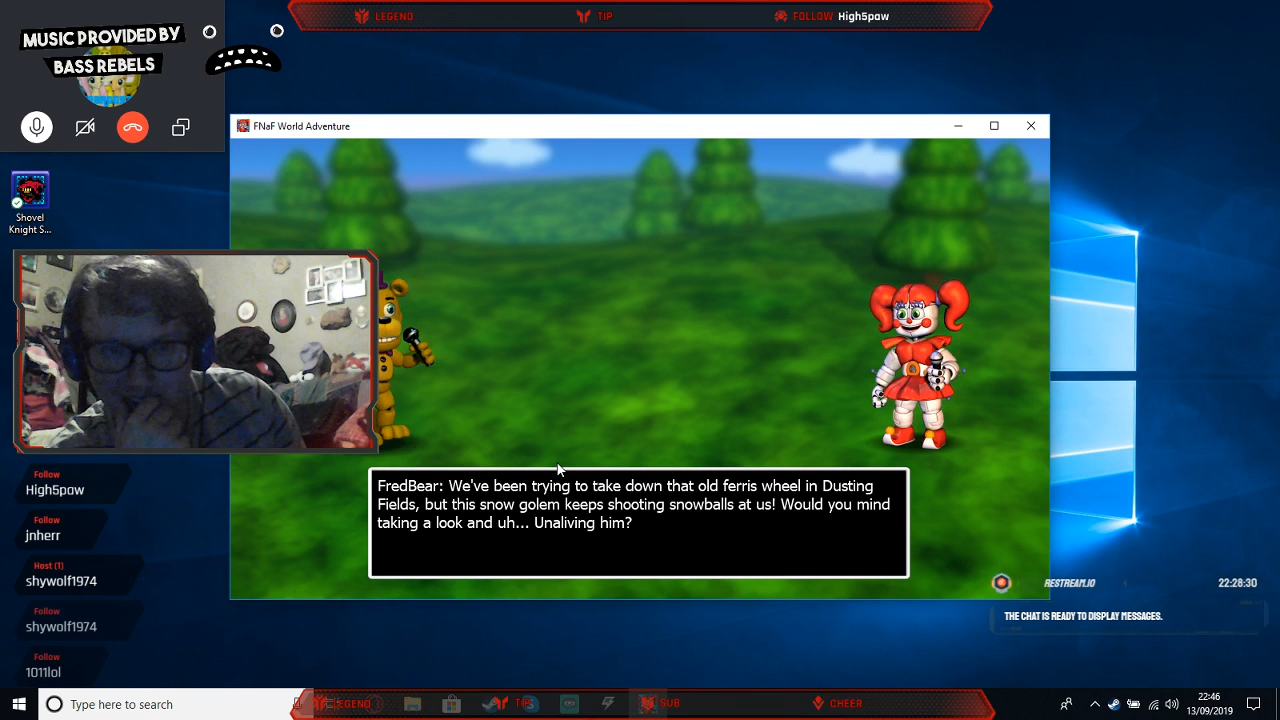 LEGEND
TIP
FOLLOW High5paw
MUSIC PROVIDED BY
BASS REBELS
FNaF World Adventure
Shovel
Knight S...
FredBear: We've been trying to take down that old ferris wheel in Dusting
Fields, but this snow golem keeps shooting snowballs at us! Would you mind
taking a look and uh... Unaliving him?
Follow
High5paw
Follow
jnherr
Host (1)
shywolf1974
Follow
shywolf1974
Follow
1011lol
RESTREAM.IO
22:28:30
THE CHAT IS READY TO DISPLAY MESSAGES.
Type here to search
LEGEND
TIP
SUB
CHEER
22:46
13/09/2019